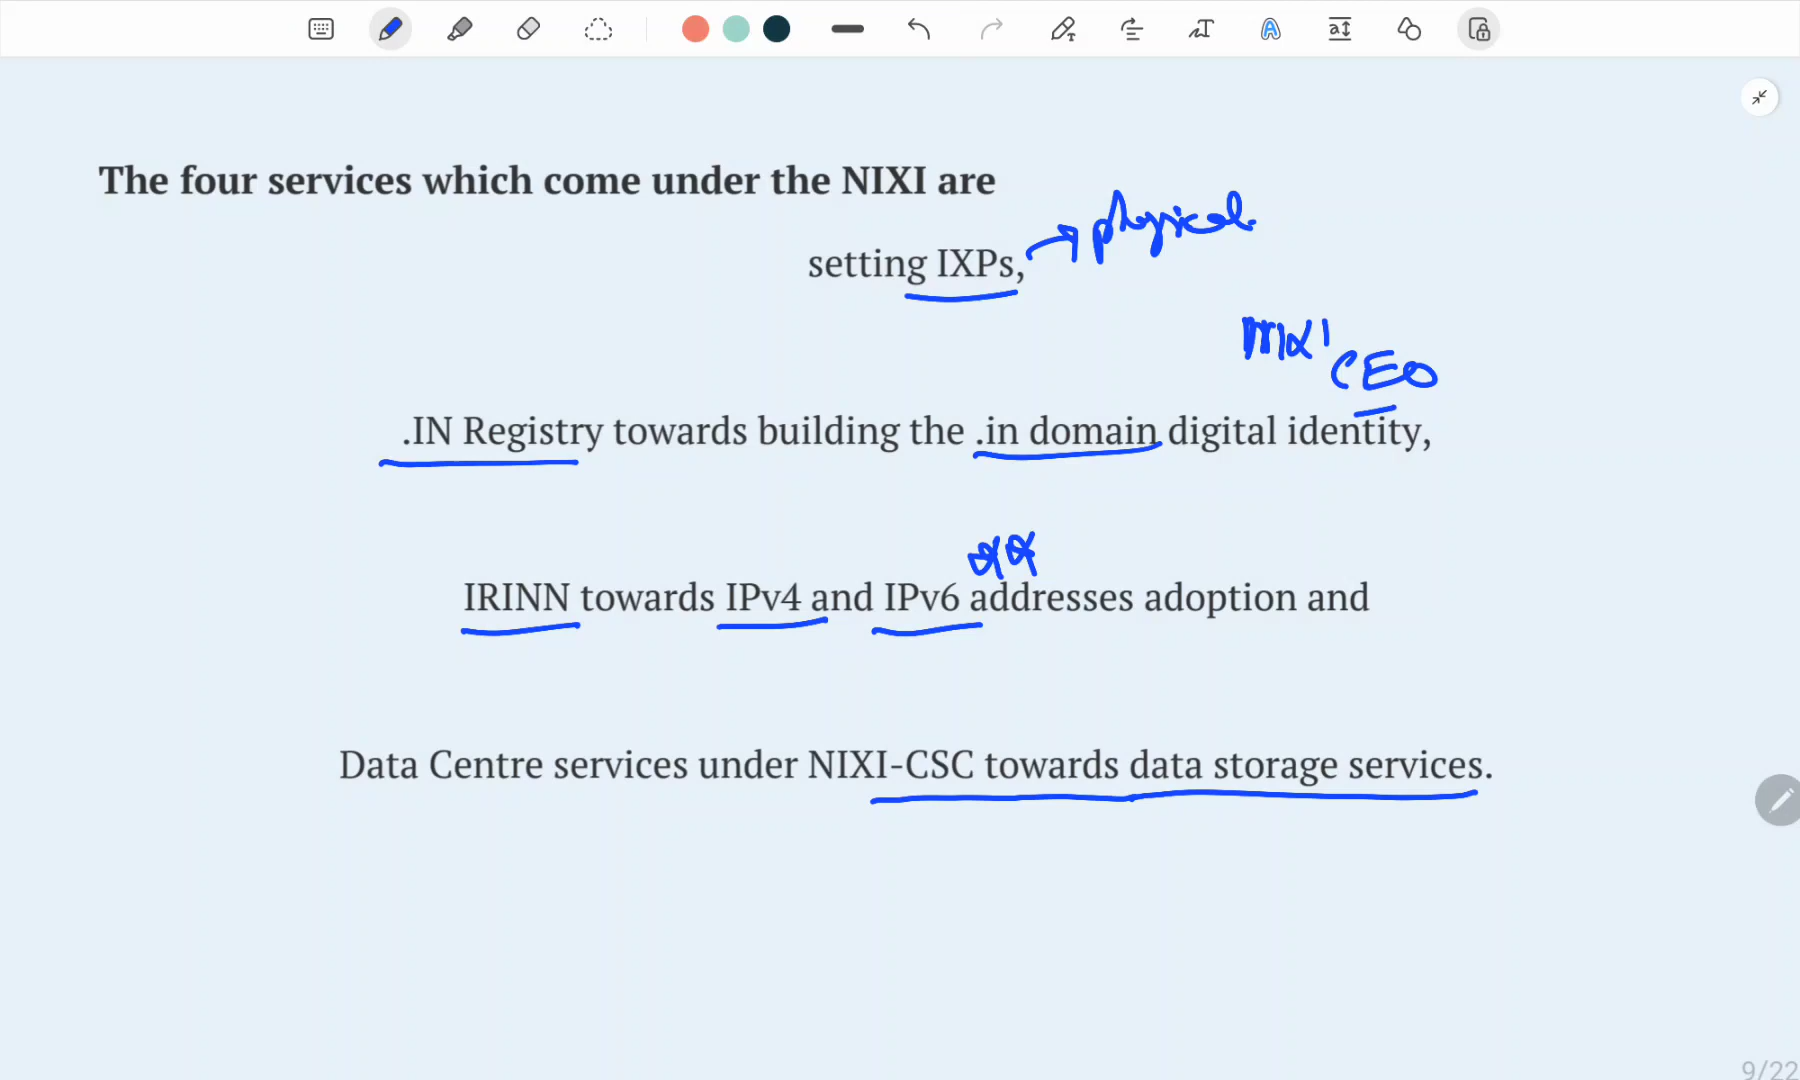 The four services which come under the NIXI are
physical
setting IXPs,
CEO
.IN Registry towards building the .in domain digital identity,
IRINN towards IPv4 and IPv6 addresses adoption and
Data Centre services under NIXI-CSC towards data storage services.
9/22